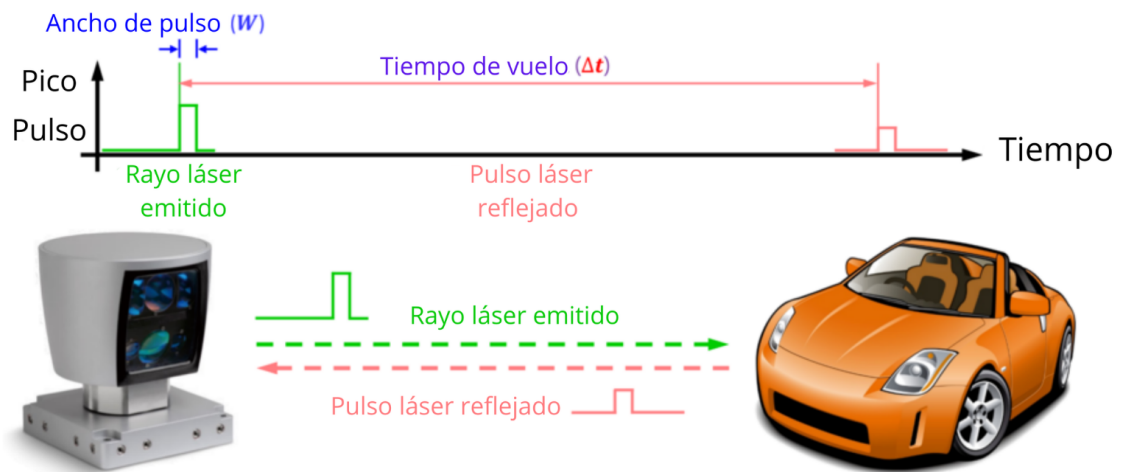 Ancho de pulso (W)
Tiempo de vuelo (Δt)
Pico
Pulso
Tiempo
Rayo láser
emitido
Pulso láser
reflejado
Rayo láser emitido
Pulso láser reflejado